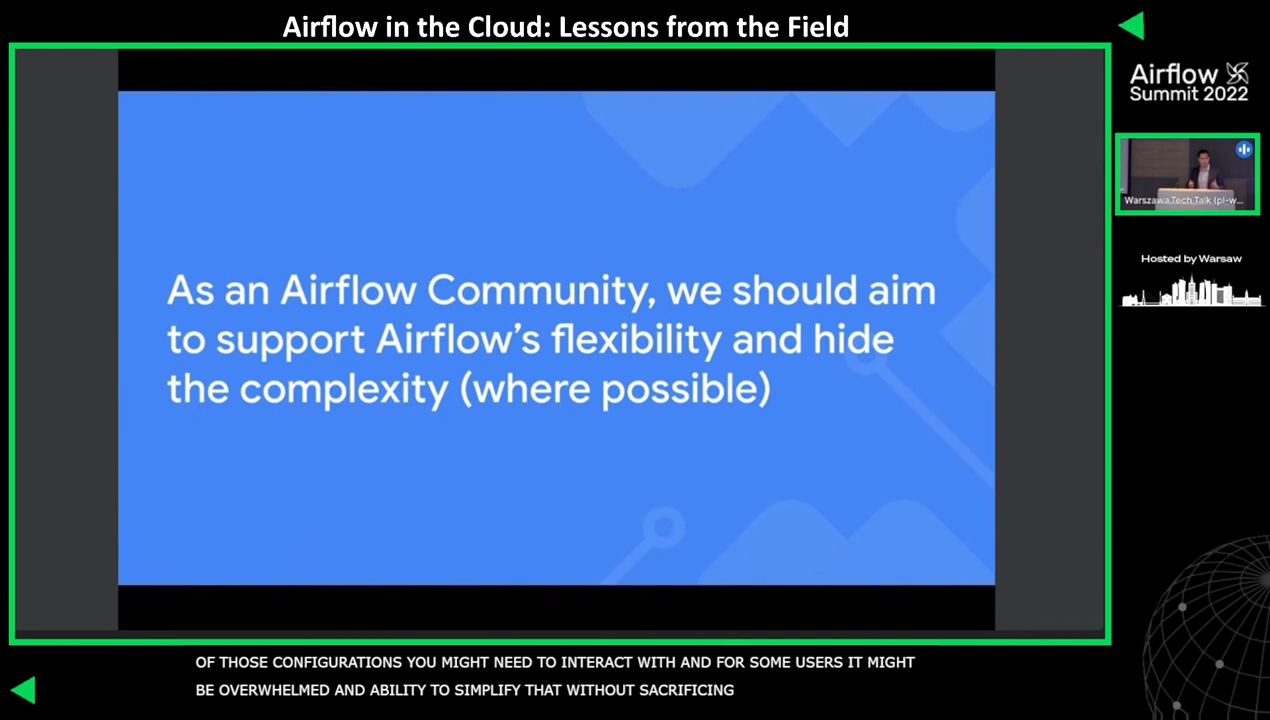 Airflow in the Cloud: Lessons from the Field
Airflow
Summit 2022
As an Airflow Community, we should aim
to support Airflow’s flexibility and hide
the complexity (where possible)
Warszawa Tech Talk (pl-w...
Hosted by Warsaw
OF THOSE CONFIGURATIONS YOU MIGHT NEED TO INTERACT WITH AND FOR SOME USERS IT MIGHT
BE OVERWHELMED AND ABILITY TO SIMPLIFY THAT WITHOUT SACRIFICING